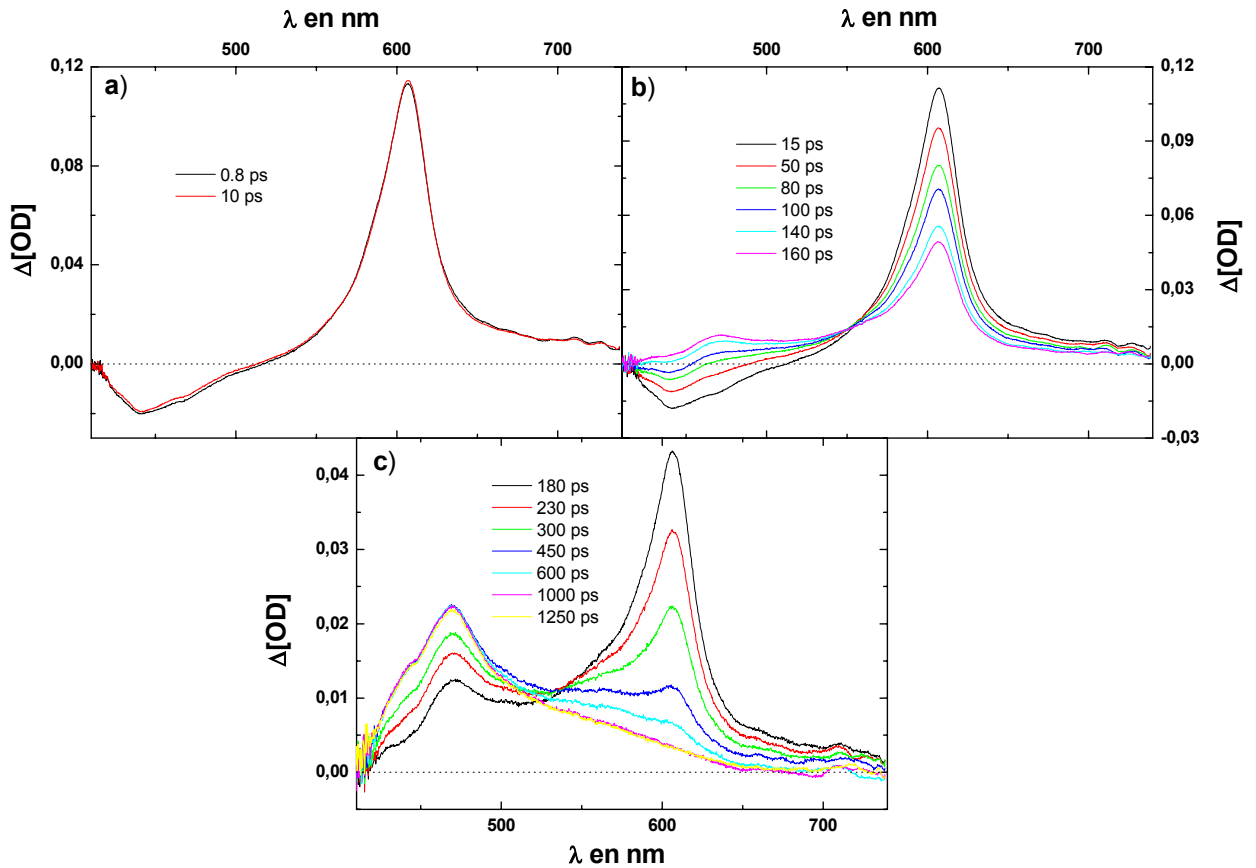 λ en nm
λ en nm
500
600
700
500
600
700
a)
b)
c)
0,12
0,08
0,04
0,00
Δ[OD]
0.8 ps
10 ps
15 ps
50 ps
80 ps
100 ps
140 ps
160 ps
0,12
0,09
0,06
0,03
0,00
-0,03
Δ[OD]
0,04
0,03
0,02
0,01
0,00
Δ[OD]
180 ps
230 ps
300 ps
450 ps
600 ps
1000 ps
1250 ps
500
600
700
λ en nm